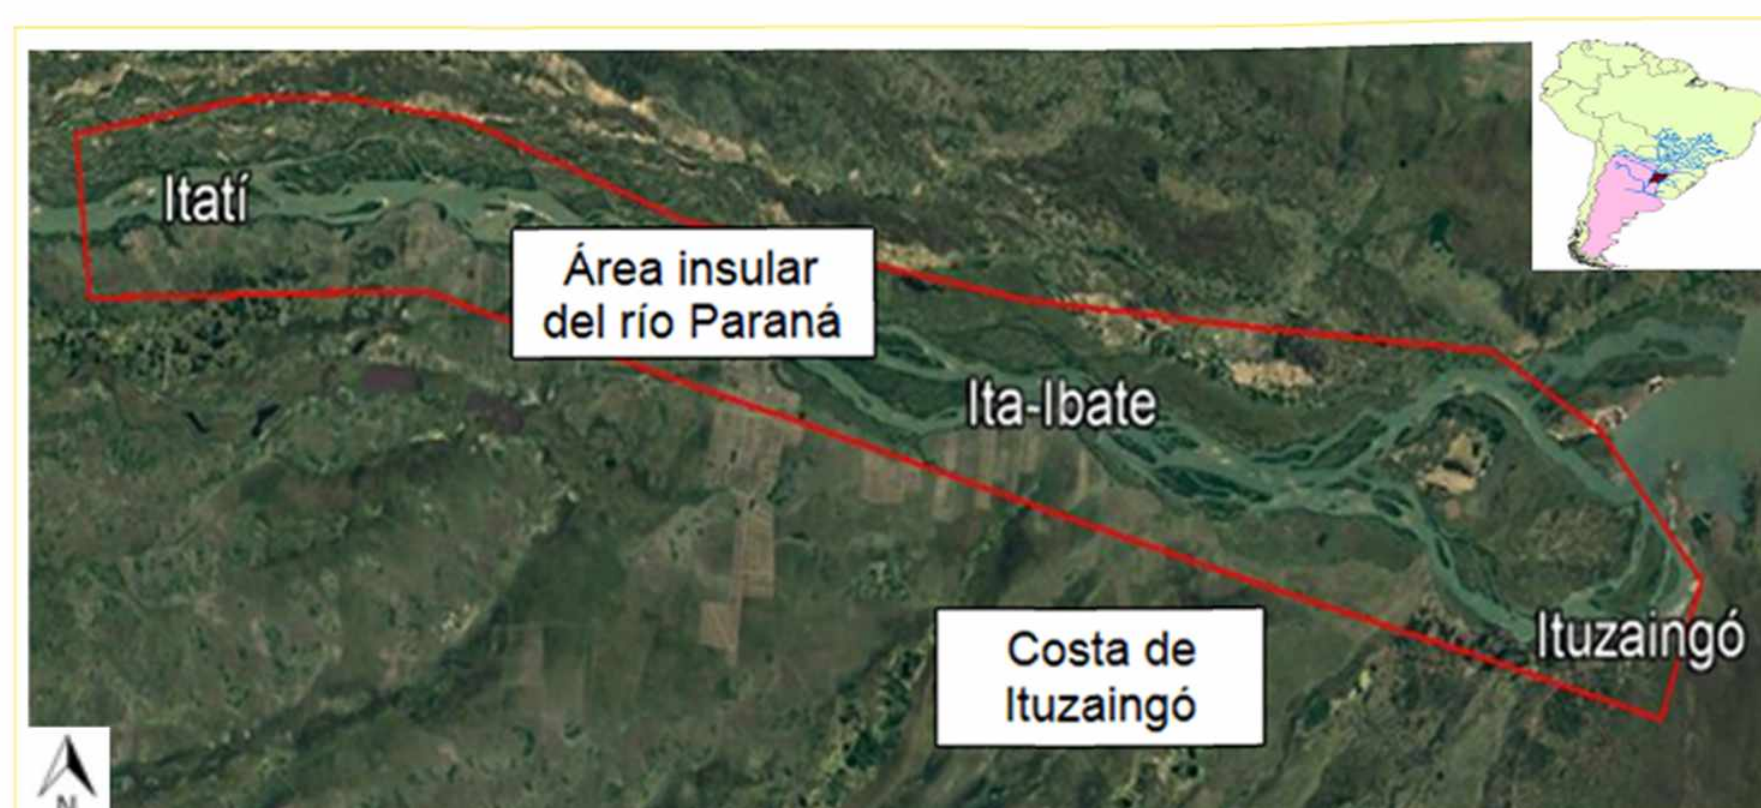 Itatí
Área insular
del río Paraná
Ita-Ibate
Costa de
Ituzaingó
Ituzaingó
N